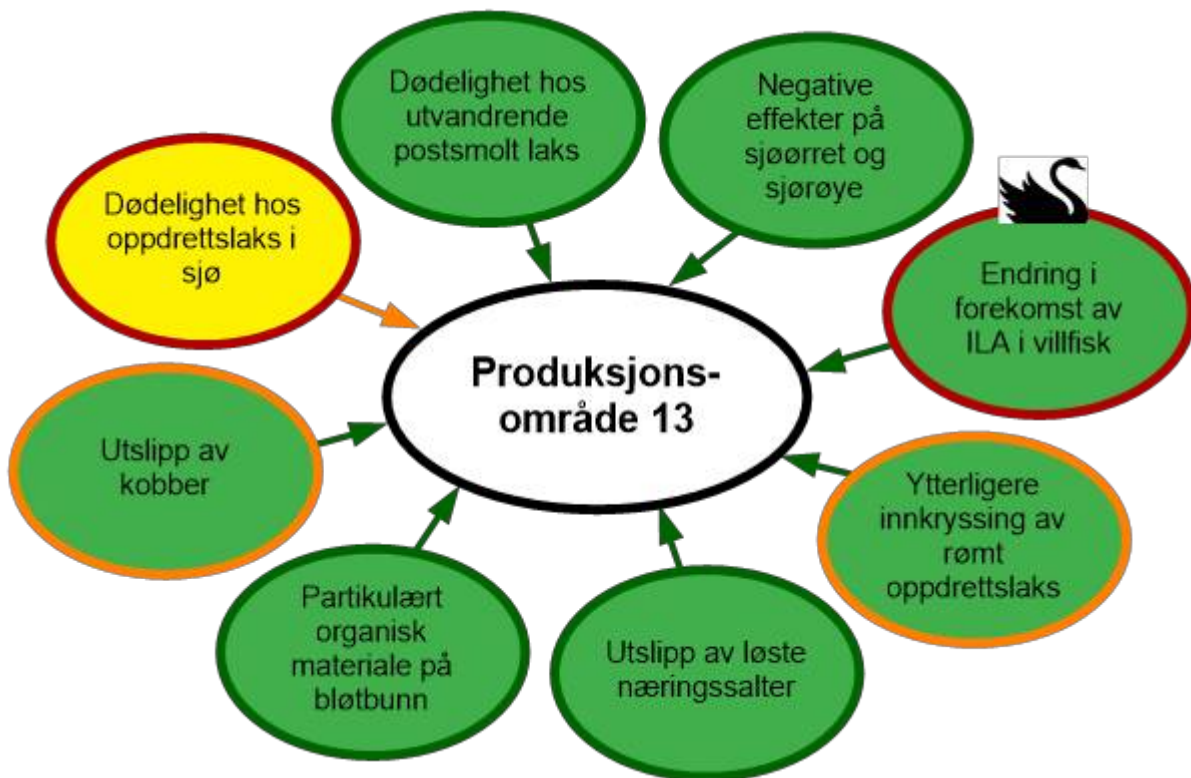 Dødelighet hos
utvandrende
postsmolt laks
Negative
effekter på
sjøørret og
sjørøye
Dødelighet hos
oppdrettslaks i
sjø
Endring i
forekomst av
ILA i villfisk
Produksjons-
område 13
Utslipp av
kobber
Ytterligere
innkryssing av
rømt
oppdrettslaks
Partikulært
organisk
materiale på
bløtbunn
Utslipp av løste
næringssalter